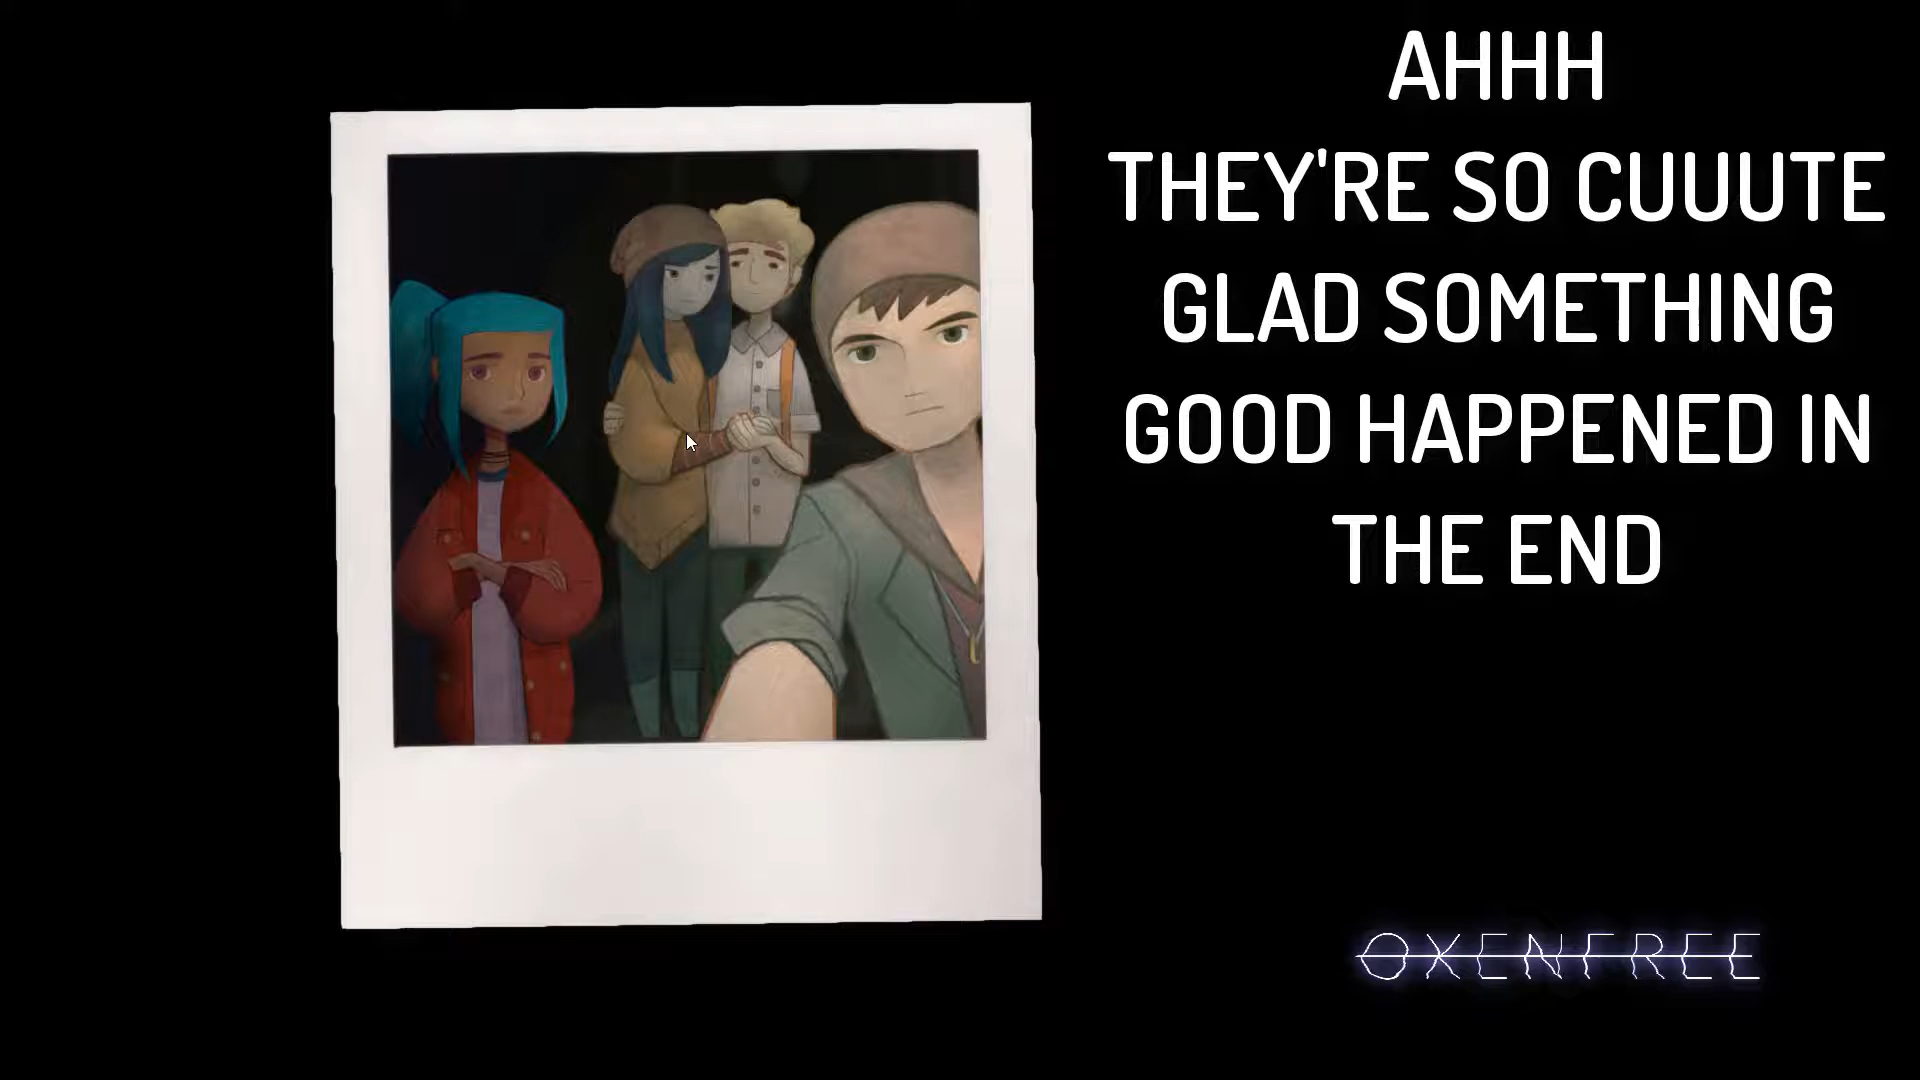 AHHH
THEY'RE SO CUUUTE
GLAD SOMETHING
GOOD HAPPENED IN
THE END
OXENFREE